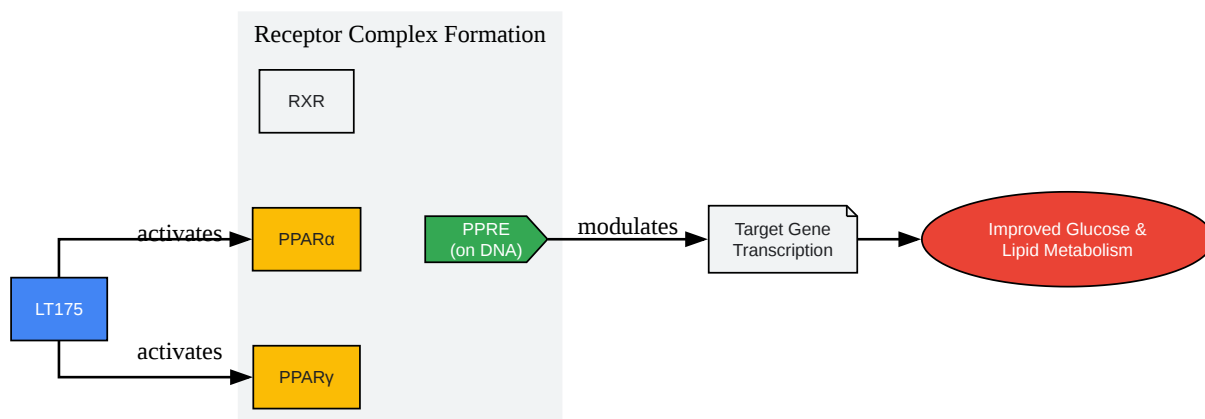 Receptor Complex Formation
RXR
activates
PPARα
LT175
activates
PPARγ
PPRE
(on DNA)
modulates
Target Gene
Transcription
Improved Glucose &
Lipid Metabolism